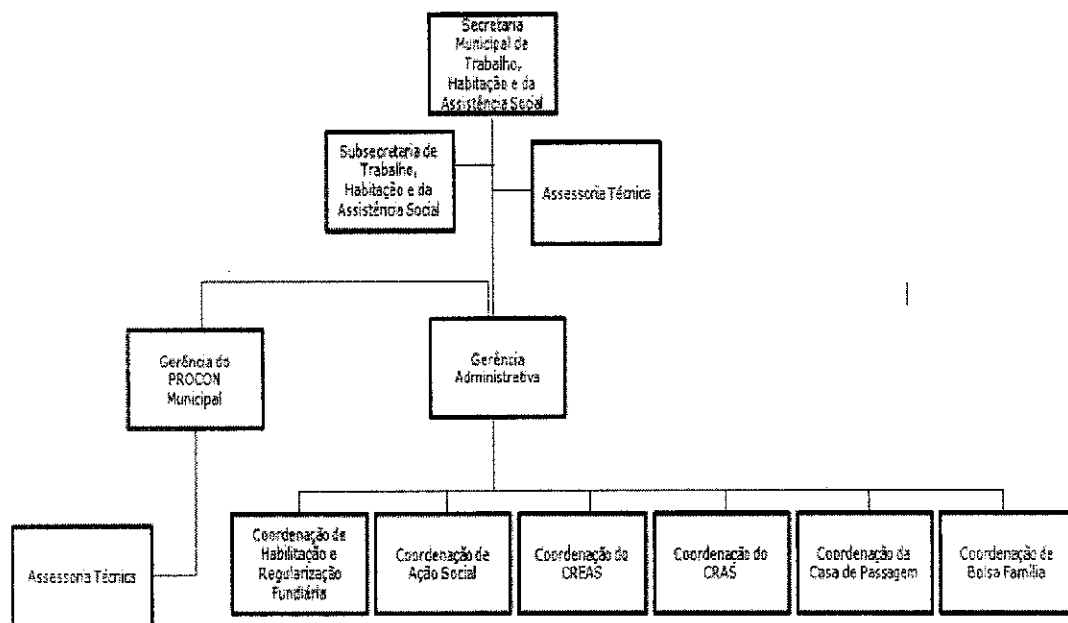 Secretaria
Municipal de
Trabalho,
Habitação e da
Assistência Social
Subsecretaria de
Trabalho,
Habitação e da
Assistência Social
Assessoria Técnica
Gerência do
PROCON
Municipal
Gerência
Administrativa
Assessoria Técnica
Coordenação de
Habilitação e
Regularização
Fundiária
Coordenação de
Ação Social
Coordenação do
CREAS
Coordenação do
CRAS
Coordenação da
Casa de Passagem
Coordenação de
Bolsa Família